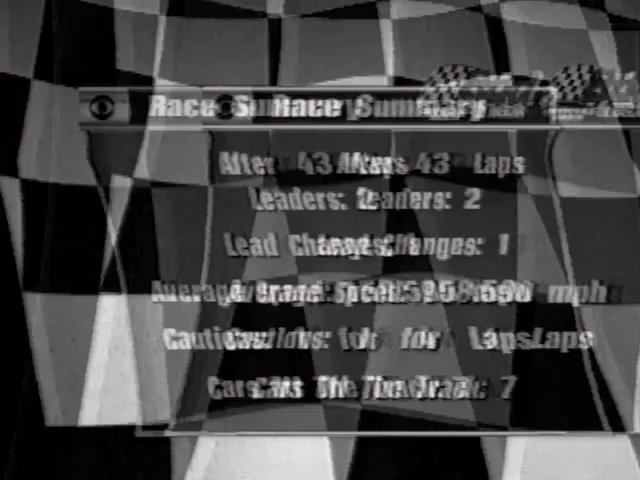 Race Summary
After 43 Laps
Leaders: 2
Lead Changes: 1
Average Speed: mph
Cautions: for Laps
Cars The Track: 7